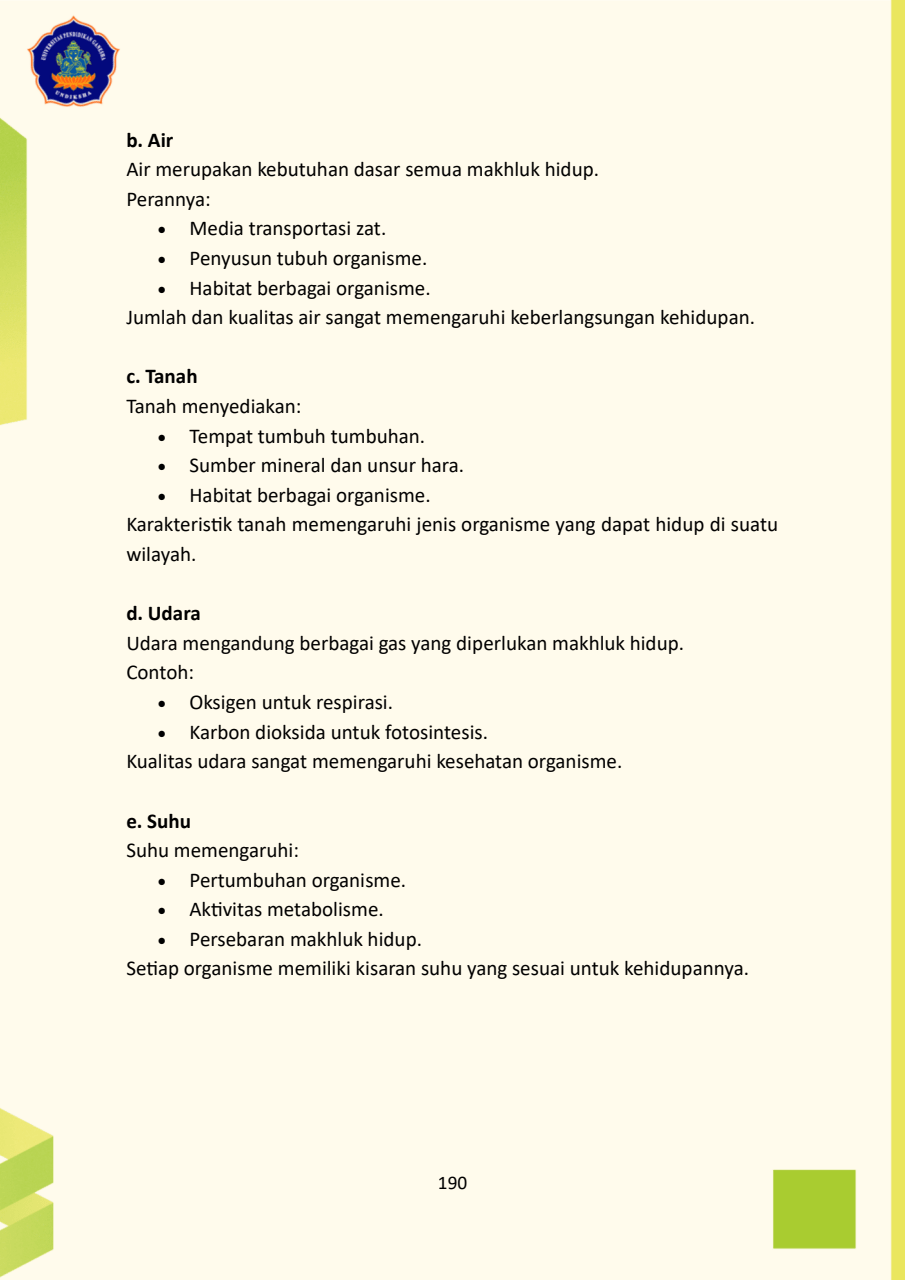 UNIVERSITAS PENDIDIKAN GANESHA
UNDIKSHA
b. Air
Air merupakan kebutuhan dasar semua makhluk hidup.
Perannya:
• Media transportasi zat.
• Penyusun tubuh organisme.
• Habitat berbagai organisme.
Jumlah dan kualitas air sangat memengaruhi keberlangsungan kehidupan.
c. Tanah
Tanah menyediakan:
• Tempat tumbuh tumbuhan.
• Sumber mineral dan unsur hara.
• Habitat berbagai organisme.
Karakteristik tanah memengaruhi jenis organisme yang dapat hidup di suatu
wilayah.
d. Udara
Udara mengandung berbagai gas yang diperlukan makhluk hidup.
Contoh:
• Oksigen untuk respirasi.
• Karbon dioksida untuk fotosintesis.
Kualitas udara sangat memengaruhi kesehatan organisme.
e. Suhu
Suhu memengaruhi:
• Pertumbuhan organisme.
• Aktivitas metabolisme.
• Persebaran makhluk hidup.
Setiap organisme memiliki kisaran suhu yang sesuai untuk kehidupannya.
190